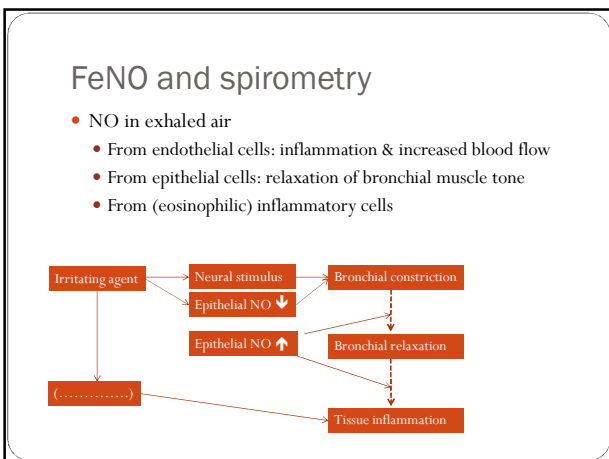 FeNO and spirometry
• NO in exhaled air
• From endothelial cells: inflammation & increased blood flow
• From epithelial cells: relaxation of bronchial muscle tone
• From (eosinophilic) inflammatory cells
Irritating agent
Neural stimulus
Bronchial constriction
Epithelial NO 🡻
Epithelial NO 🡹
Bronchial relaxation
(………….)
Tissue inflammation